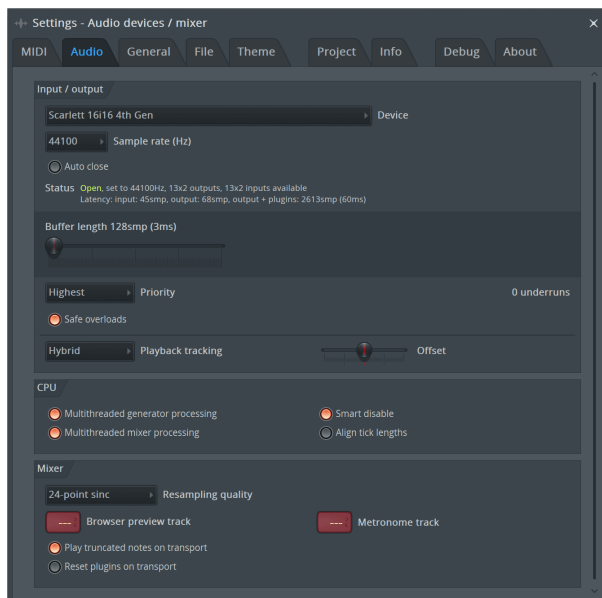 Settings - Audio devices / mixer
MIDI Audio General File Theme Project Info Debug About
Input / output
Scarlett 16i16 4th Gen Device
44100 Sample rate (Hz)
Auto close
Status Open, set to 44100Hz, 13x2 outputs, 13x2 inputs available
Latency: input: 45smp, output: 68smp, output + plugins: 2613smp (60ms)
Buffer length 128smp (3ms)
Highest Priority 0 underruns
Safe overloads
Hybrid Playback tracking Offset
CPU
Multithreaded generator processing Smart disable
Multithreaded mixer processing Align tick lengths
Mixer
24-point sinc Resampling quality
--- Browser preview track --- Metronome track
Play truncated notes on transport
Reset plugins on transport